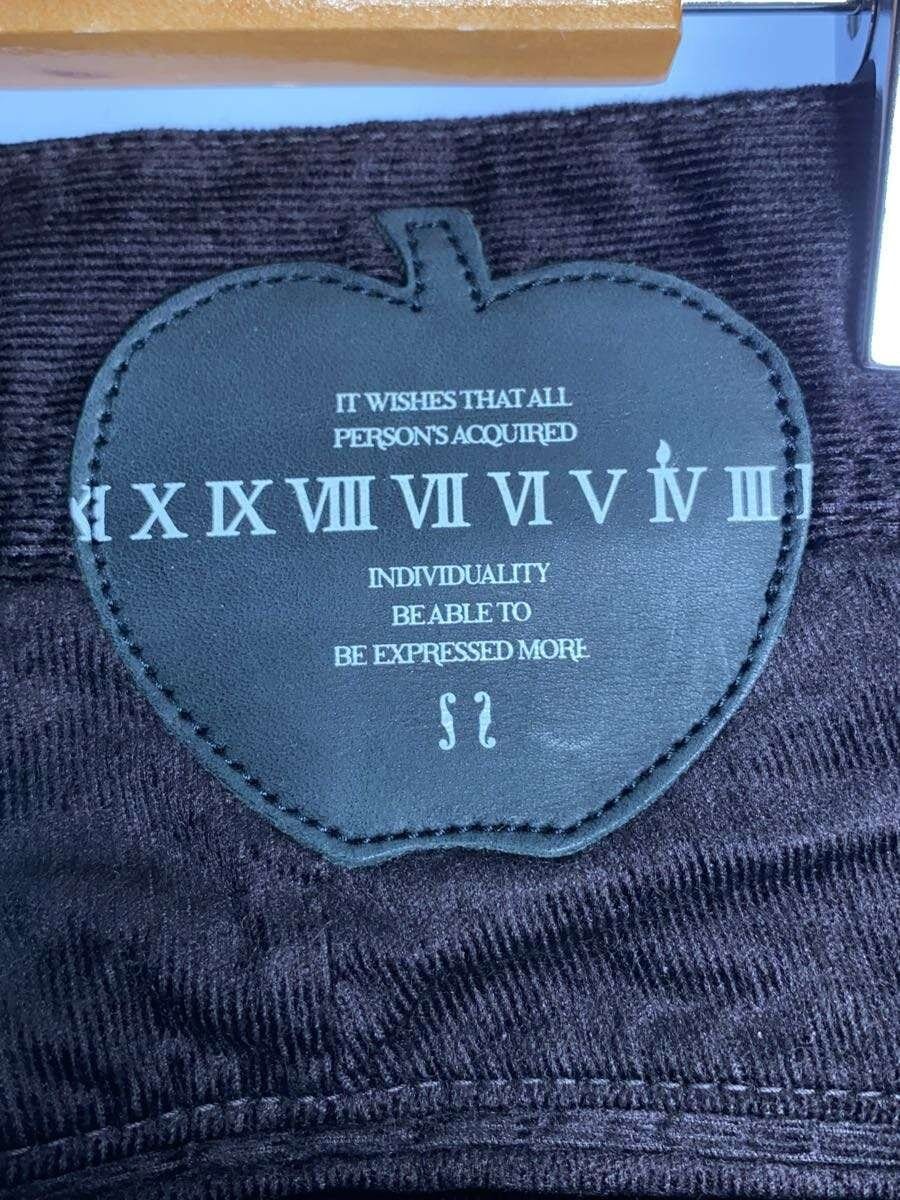 IT WISHES THAT ALL
PERSON'S ACQUIRED
XI X IX VIII VII VI V IV III
INDIVIDUALITY
BE ABLE TO
BE EXPRESSED MORE